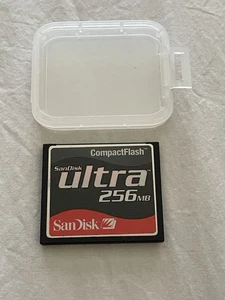 CompactFlash
SanDisk
ultra
256MB
SanDisk